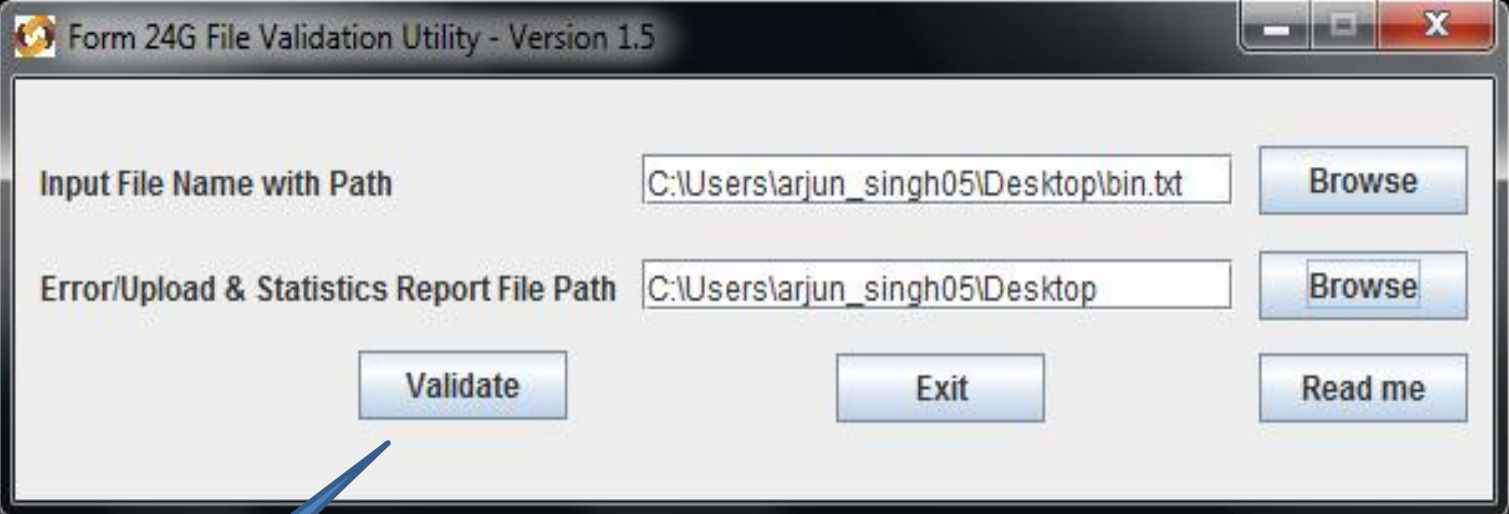 Form 24G File Validation Utility - Version 1.5
Input File Name with Path C:\Users\arjun_singh05\Desktop\bin.txt Browse
Error/Upload & Statistics Report File Path C:\Users\arjun_singh05\Desktop Browse
Validate Exit Read me